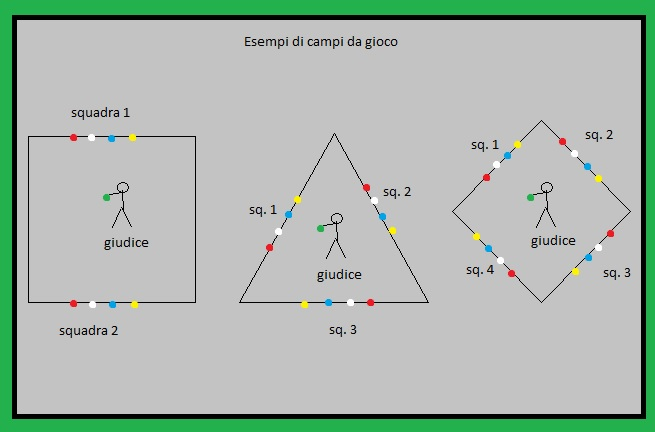 Esempi di campi da gioco
squadra 1
giudice
squadra 2
sq. 1
sq. 2
giudice
sq. 3
sq. 1
sq. 2
giudice
sq. 4
sq. 3